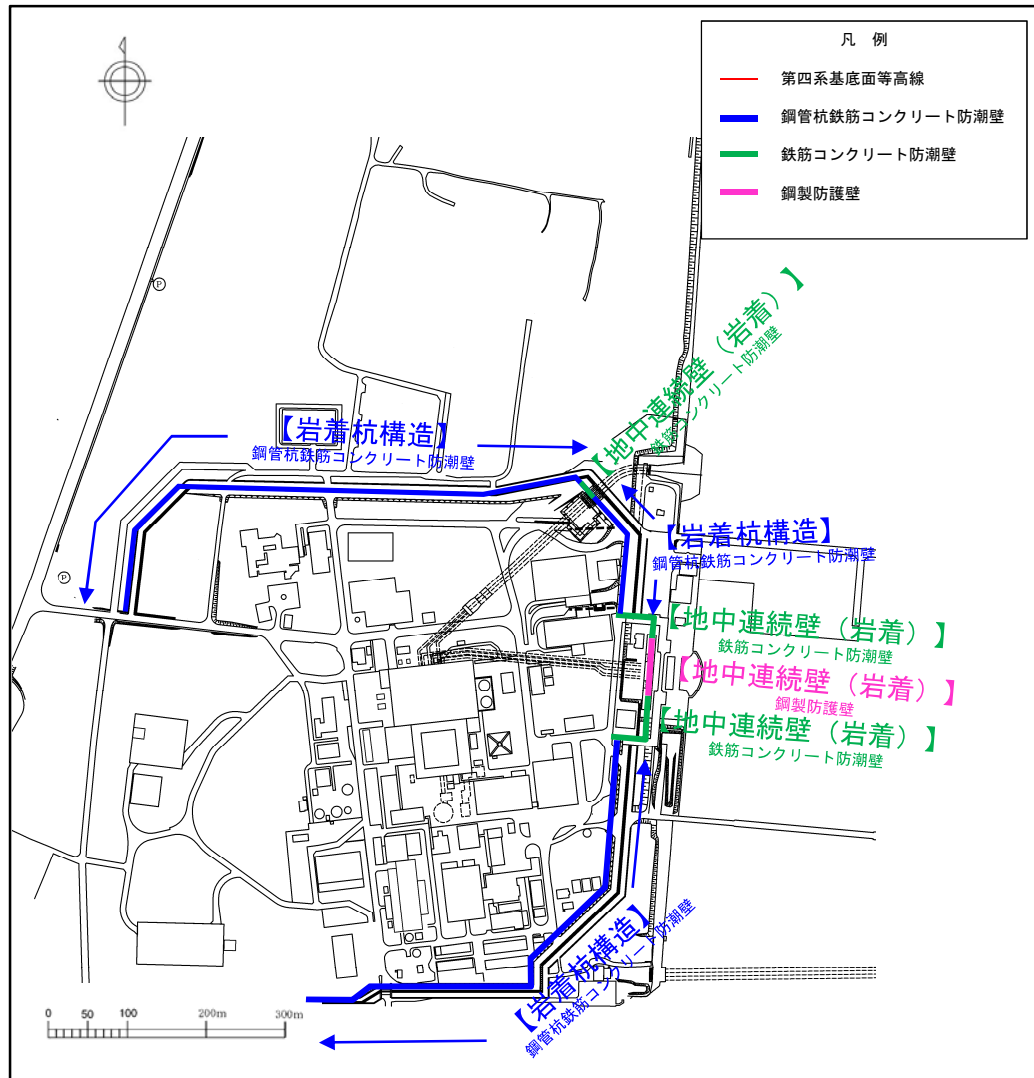 凡 例
第四系基底面等高線
鋼管杭鉄筋コンクリート防潮壁
鉄筋コンクリート防潮壁
鋼製防護壁
P
【地中連続壁（岩着）】
鉄筋コンクリート防潮壁
【岩着杭構造】
鋼管杭鉄筋コンクリート防潮壁
【岩着杭構造】
鋼管杭鉄筋コンクリート防潮壁
P
【地中連続壁（岩着）】
鉄筋コンクリート防潮壁
【地中連続壁（岩着）】
鋼製防護壁
【地中連続壁（岩着）】
鉄筋コンクリート防潮壁
【岩着杭構造】
鋼管杭鉄筋コンクリート防潮壁
0 50 100 200m 300m